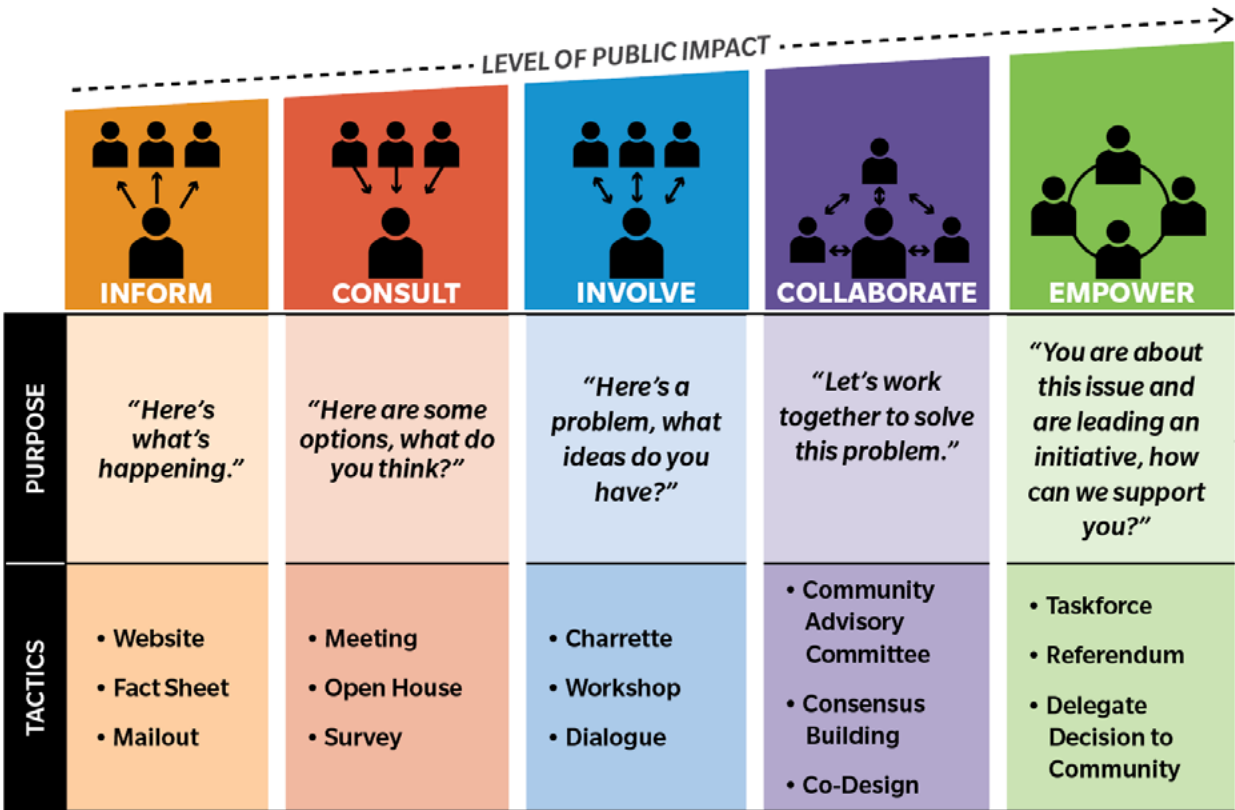 LEVEL OF PUBLIC IMPACT
INFORM
CONSULT
INVOLVE
COLLABORATE
EMPOWER
PURPOSE
“Here’s
what’s
happening.”
“Here are some
options, what do
you think?”
“Here’s a
problem, what
ideas do you
have?”
“Let’s work
together to solve
this problem.”
“You are about
this issue and
are leading an
initiative, how
can we support
you?”
TACTICS
• Website
• Fact Sheet
• Mailout
• Meeting
• Open House
• Survey
• Charrette
• Workshop
• Dialogue
• Community
Advisory
Committee
• Consensus
Building
• Co-Design
• Taskforce
• Referendum
• Delegate
Decision to
Community